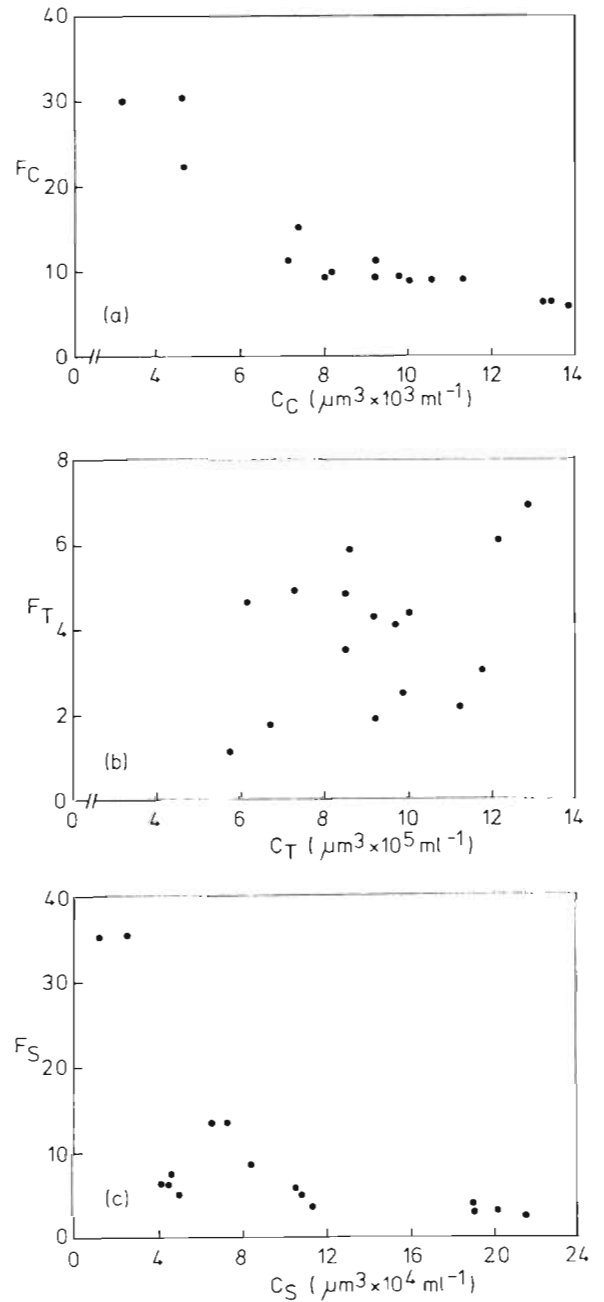 40
30
F_C
20
10
0
(a)
0 4 6 8 10 12 14
C_C (μm³×10³ ml⁻¹)
8
6
F_T
4
2
0
(b)
0 4 6 8 10 12 14
C_T (μm³×10⁵ ml⁻¹)
40
30
F_S
20
10
0
(c)
0 4 8 12 16 20 24
C_S (μm³×10⁴ ml⁻¹)